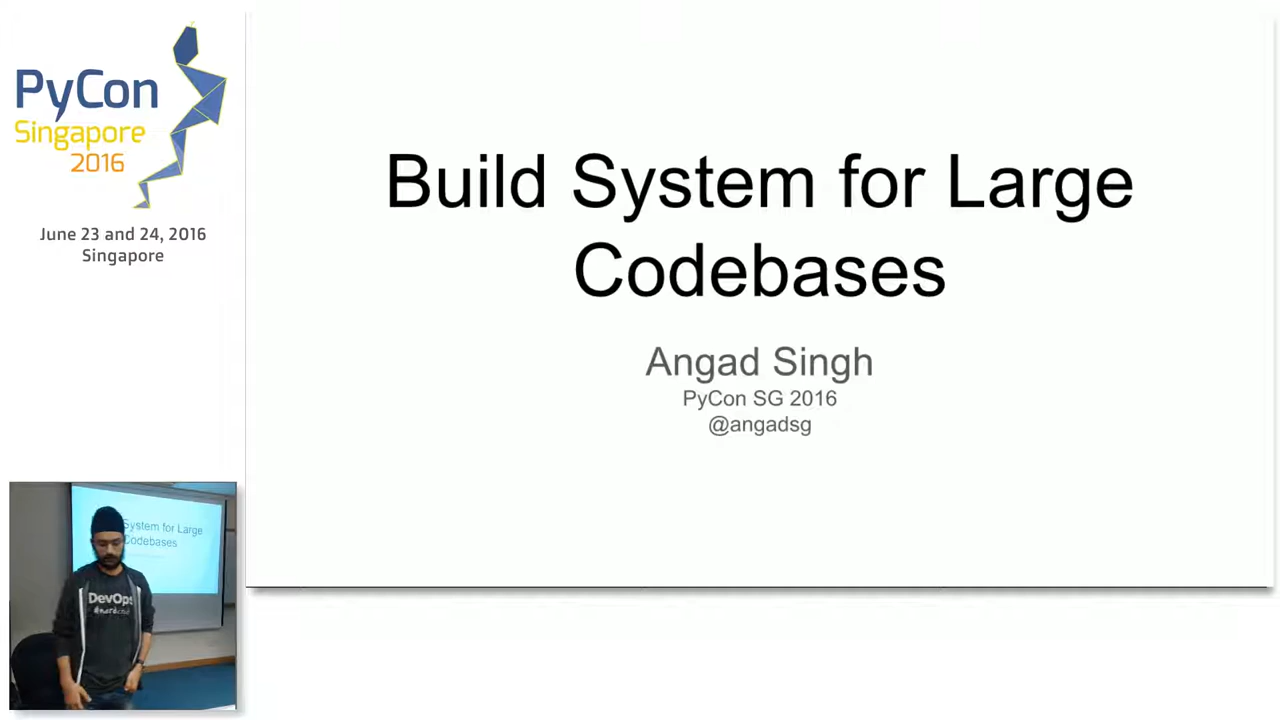 PyCon
Singapore
2016
June 23 and 24, 2016
Singapore
Build System for Large
Codebases
Angad Singh
PyCon SG 2016
@angadsg
System for Large
Codebases
DevOps